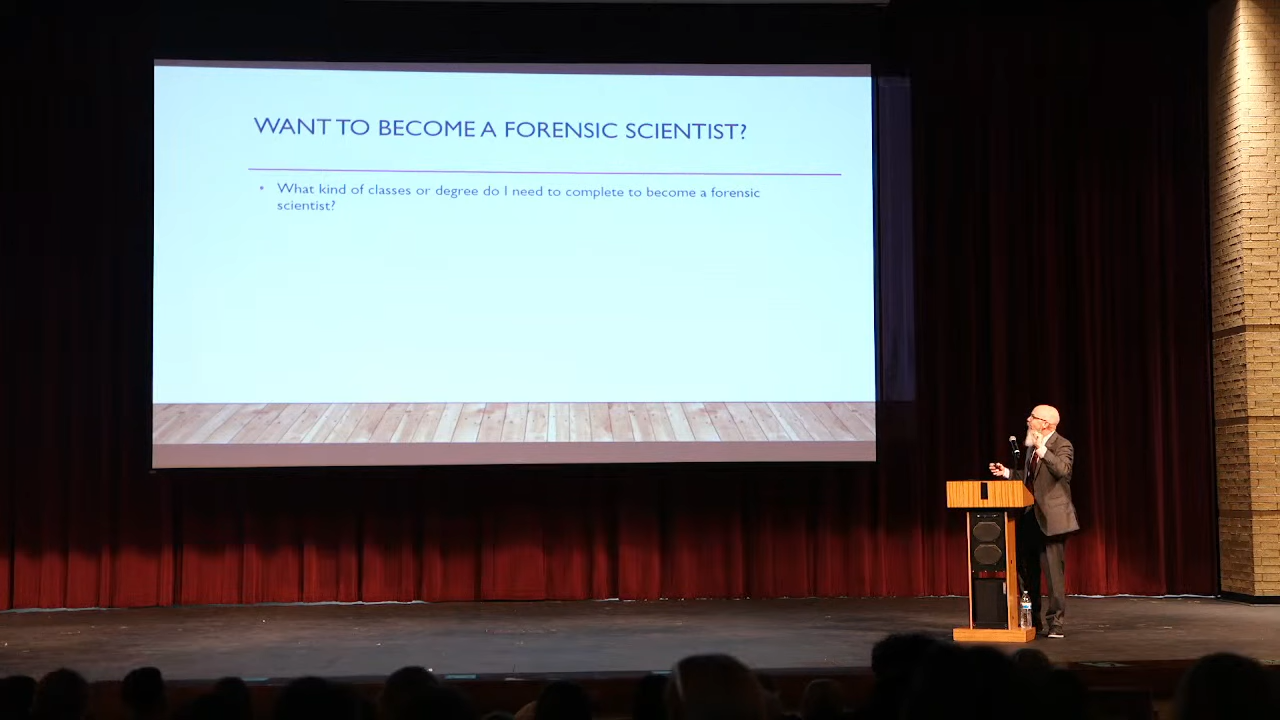 WANT TO BECOME A FORENSIC SCIENTIST?
• What kind of classes or degree do I need to complete to become a forensic
scientist?